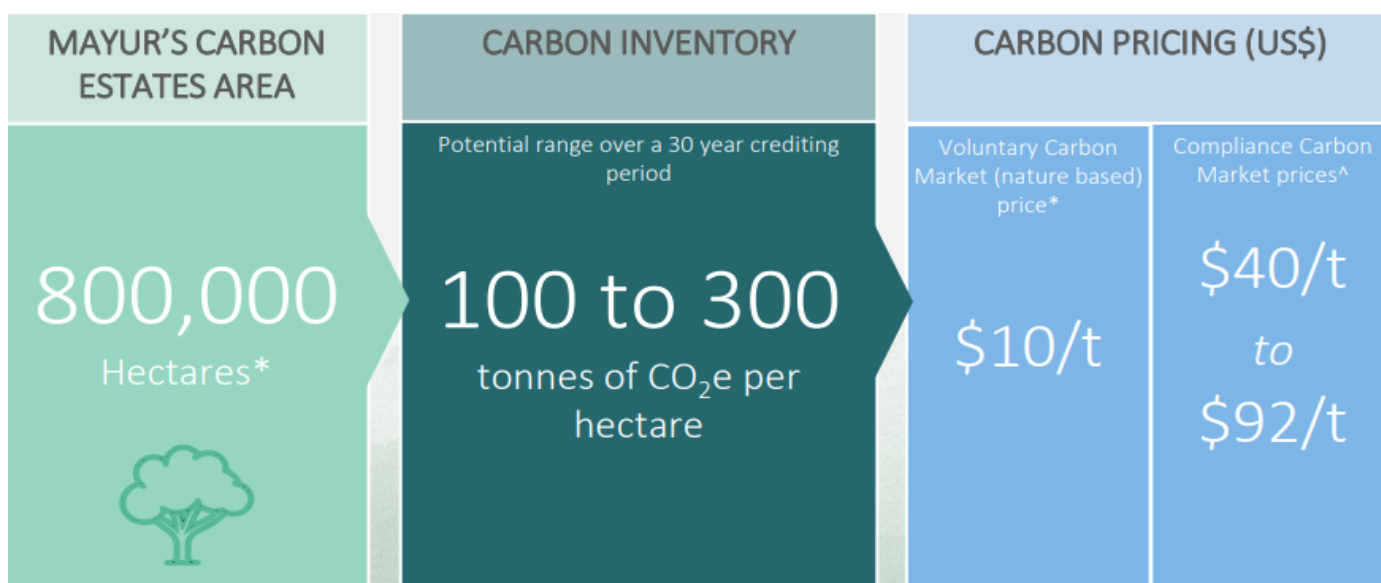 MAYUR'S CARBON
ESTATES AREA
800,000
Hectares*
CARBON INVENTORY
Potential range over a 30 year crediting
period
100 to 300
tonnes of CO₂e per
hectare
CARBON PRICING (US$)
Voluntary Carbon
Market (nature based)
price*
$10/t
Compliance Carbon
Market prices^
$40/t
to
$92/t